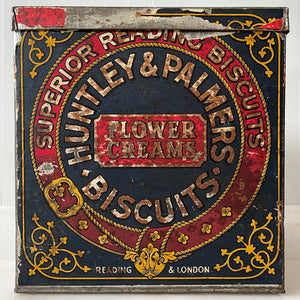 SUPERIOR READING BISCUITS
HUNTLEY & PALMERS
FLOWER
CREAMS
BISCUITS
READING & LONDON